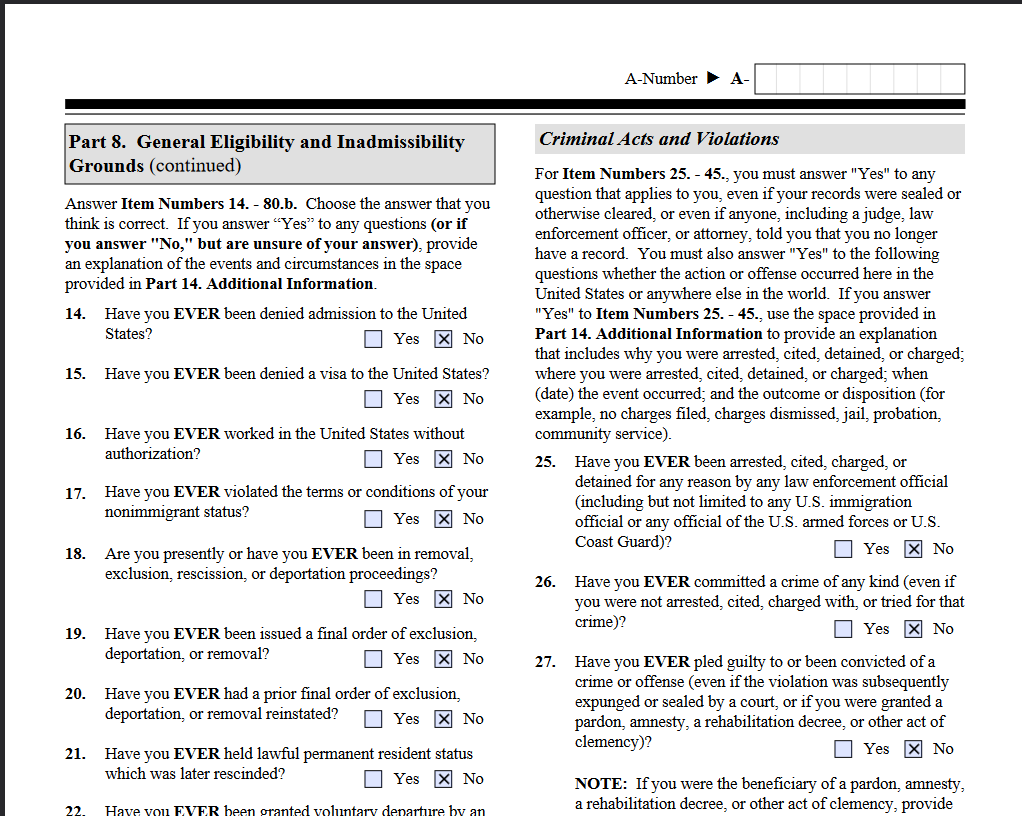 A-Number ► A-
Part 8. General Eligibility and Inadmissibility
Grounds (continued)
Answer Item Numbers 14. - 80.b. Choose the answer that you
think is correct. If you answer “Yes” to any questions (or if
you answer "No," but are unsure of your answer), provide
an explanation of the events and circumstances in the space
provided in Part 14. Additional Information.
14. Have you EVER been denied admission to the United
States?
Yes No
15. Have you EVER been denied a visa to the United States?
Yes No
16. Have you EVER worked in the United States without
authorization?
Yes No
17. Have you EVER violated the terms or conditions of your
nonimmigrant status?
Yes No
18. Are you presently or have you EVER been in removal,
exclusion, rescission, or deportation proceedings?
Yes No
19. Have you EVER been issued a final order of exclusion,
deportation, or removal?
Yes No
20. Have you EVER had a prior final order of exclusion,
deportation, or removal reinstated?
Yes No
21. Have you EVER held lawful permanent resident status
which was later rescinded?
Yes No
22. Have you EVER been granted voluntary departure by an
Criminal Acts and Violations
For Item Numbers 25. - 45., you must answer "Yes" to any
question that applies to you, even if your records were sealed or
otherwise cleared, or even if anyone, including a judge, law
enforcement officer, or attorney, told you that you no longer
have a record. You must also answer "Yes" to the following
questions whether the action or offense occurred here in the
United States or anywhere else in the world. If you answer
"Yes" to Item Numbers 25. - 45., use the space provided in
Part 14. Additional Information to provide an explanation
that includes why you were arrested, cited, detained, or charged;
where you were arrested, cited, detained, or charged; when
(date) the event occurred; and the outcome or disposition (for
example, no charges filed, charges dismissed, jail, probation,
community service).
25. Have you EVER been arrested, cited, charged, or
detained for any reason by any law enforcement official
(including but not limited to any U.S. immigration
official or any official of the U.S. armed forces or U.S.
Coast Guard)?
Yes No
26. Have you EVER committed a crime of any kind (even if
you were not arrested, cited, charged with, or tried for that
crime)?
Yes No
27. Have you EVER pled guilty to or been convicted of a
crime or offense (even if the violation was subsequently
expunged or sealed by a court, or if you were granted a
pardon, amnesty, a rehabilitation decree, or other act of
clemency)?
Yes No
NOTE: If you were the beneficiary of a pardon, amnesty,
a rehabilitation decree, or other act of clemency, provide